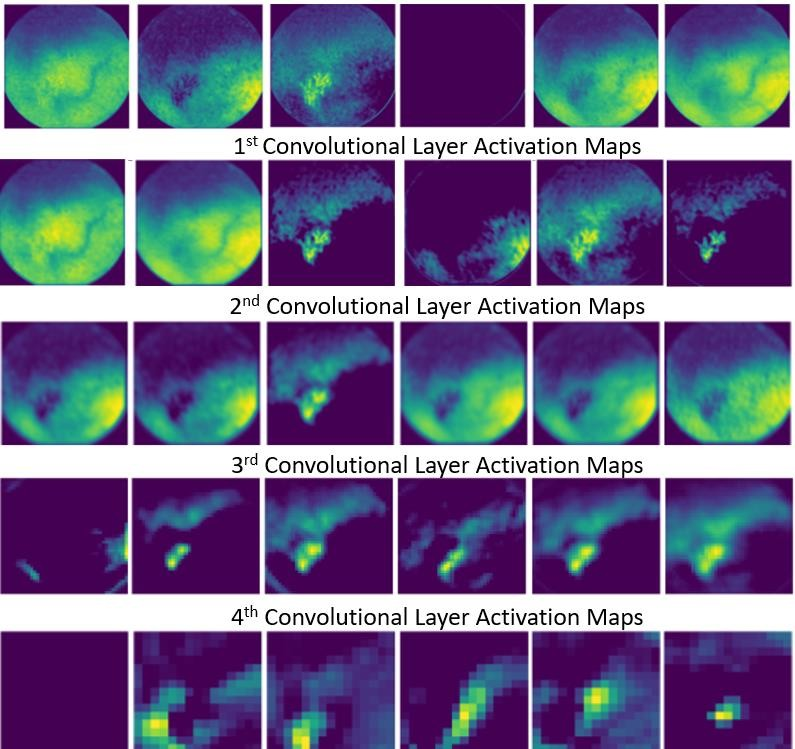 1st Convolutional Layer Activation Maps
2nd Convolutional Layer Activation Maps
3rd Convolutional Layer Activation Maps
4th Convolutional Layer Activation Maps